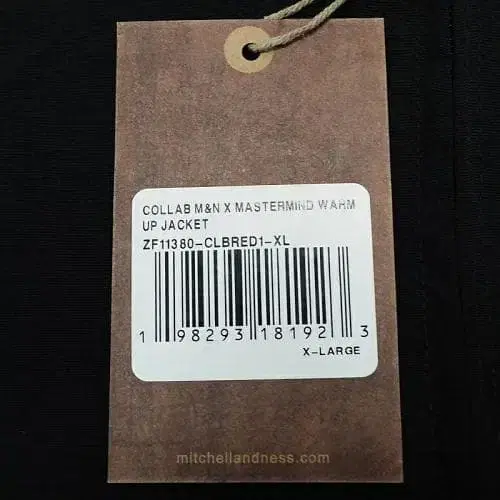 COLLAB M&N X MASTERMIND WARM
UP JACKET
ZF11380-CLBRED1-XL
1 98293 18192 3
X-LARGE
mitchellandness.com